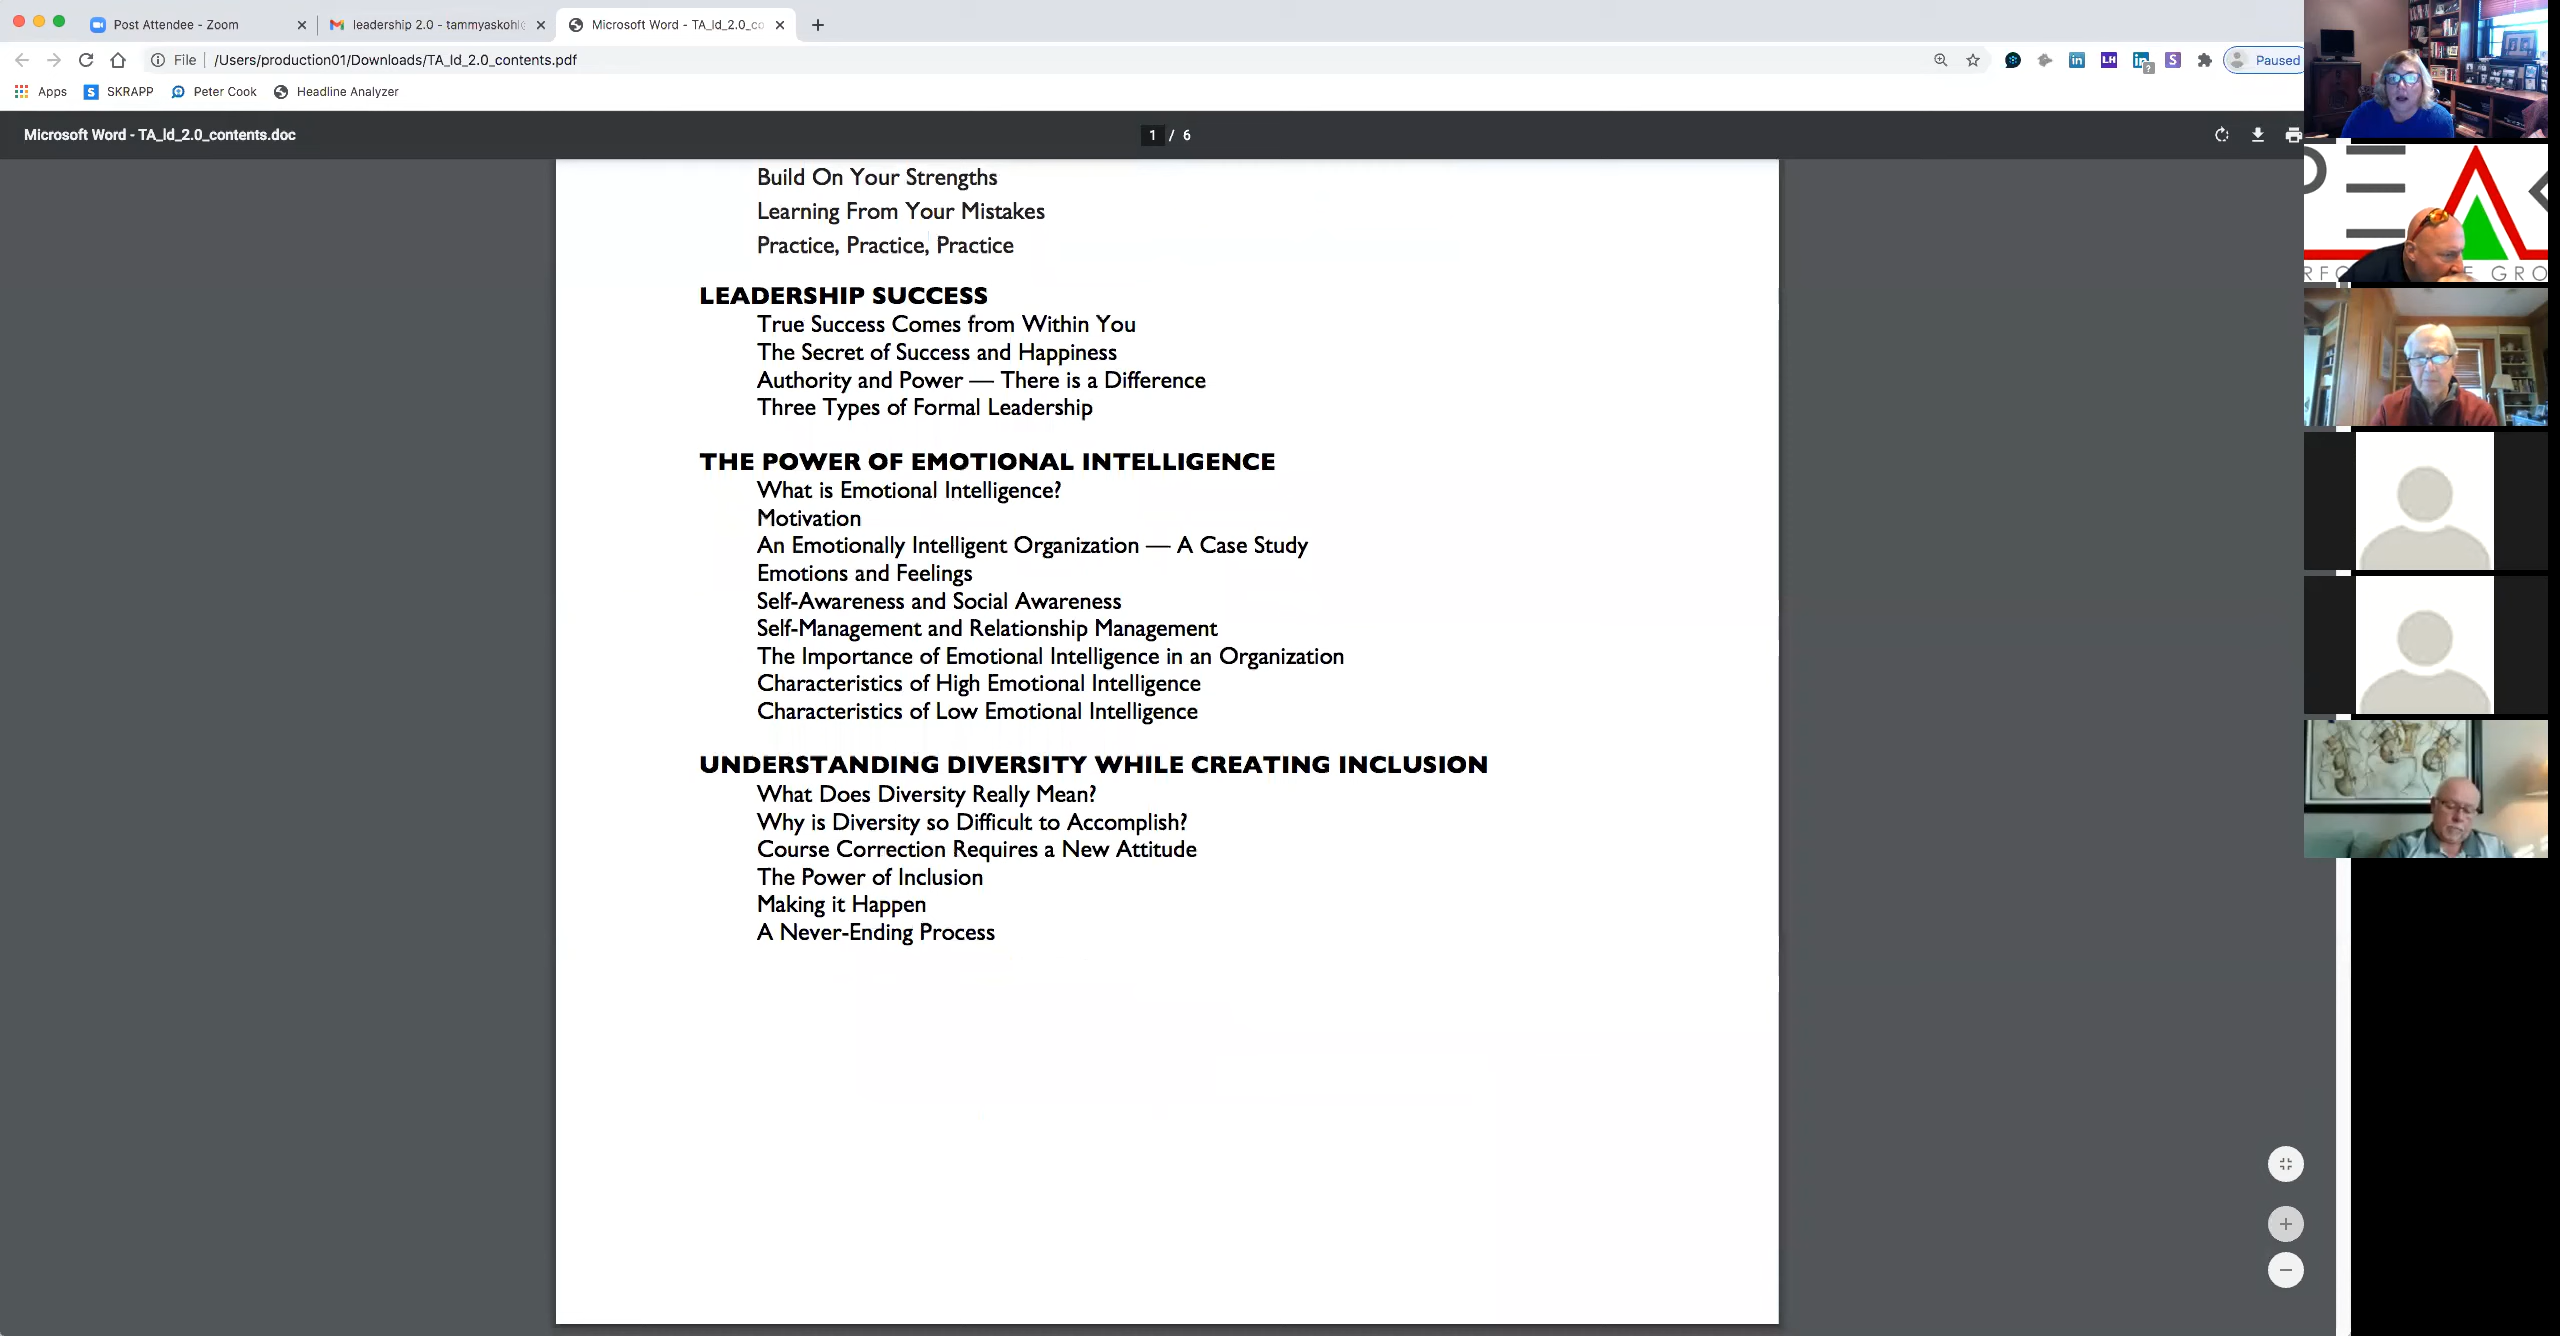 Post Attendee - Zoom
leadership 2.0 - tammyaskohle
Microsoft Word - TA_ld_2.0_co
File
/Users/production01/Downloads/TA_ld_2.0_contents.pdf
Paused
Apps
SKRAPP
Peter Cook
Headline Analyzer
Microsoft Word - TA_ld_2.0_contents.doc
1 / 6
Build On Your Strengths
Learning From Your Mistakes
Practice, Practice, Practice
LEADERSHIP SUCCESS
True Success Comes from Within You
The Secret of Success and Happiness
Authority and Power — There is a Difference
Three Types of Formal Leadership
THE POWER OF EMOTIONAL INTELLIGENCE
What is Emotional Intelligence?
Motivation
An Emotionally Intelligent Organization — A Case Study
Emotions and Feelings
Self-Awareness and Social Awareness
Self-Management and Relationship Management
The Importance of Emotional Intelligence in an Organization
Characteristics of High Emotional Intelligence
Characteristics of Low Emotional Intelligence
UNDERSTANDING DIVERSITY WHILE CREATING INCLUSION
What Does Diversity Really Mean?
Why is Diversity so Difficult to Accomplish?
Course Correction Requires a New Attitude
The Power of Inclusion
Making it Happen
A Never-Ending Process